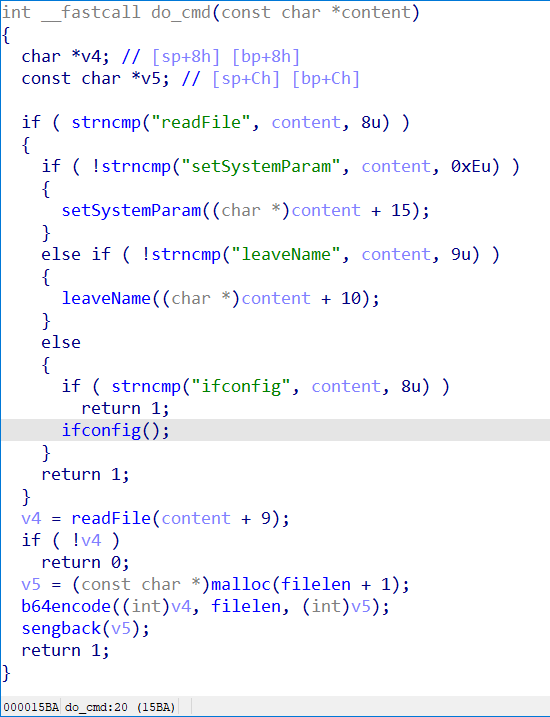 int __fastcall do_cmd(const char *content)
{
  char *v4; // [sp+8h] [bp+8h]
  const char *v5; // [sp+Ch] [bp+Ch]

  if ( strncmp("readFile", content, 8u) )
  {
    if ( !strncmp("setSystemParam", content, 0xEu) )
    {
      setSystemParam((char *)content + 15);
    }
    else if ( !strncmp("leaveName", content, 9u) )
    {
      leaveName((char *)content + 10);
    }
    else
    {
      if ( strncmp("ifconfig", content, 8u) )
        return 1;
      ifconfig();
    }
    return 1;
  }
  v4 = readFile(content + 9);
  if ( !v4 )
    return 0;
  v5 = (const char *)malloc(filelen + 1);
  b64encode((int)v4, filelen, (int)v5);
  sengback(v5);
  return 1;
}
000015BA do_cmd:20 (15BA)